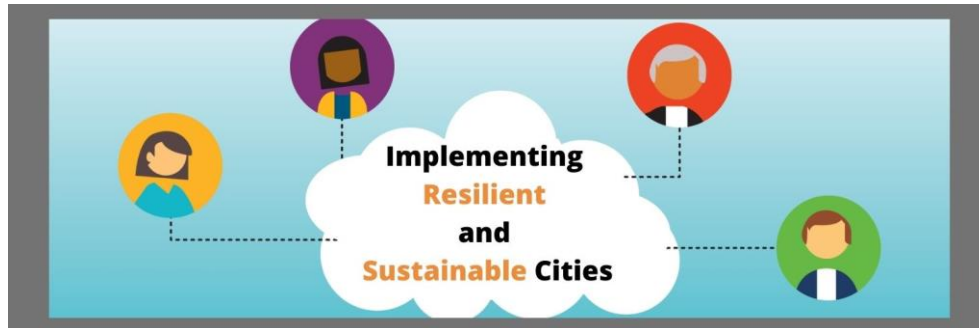 Implementing
Resilient
and
Sustainable Cities